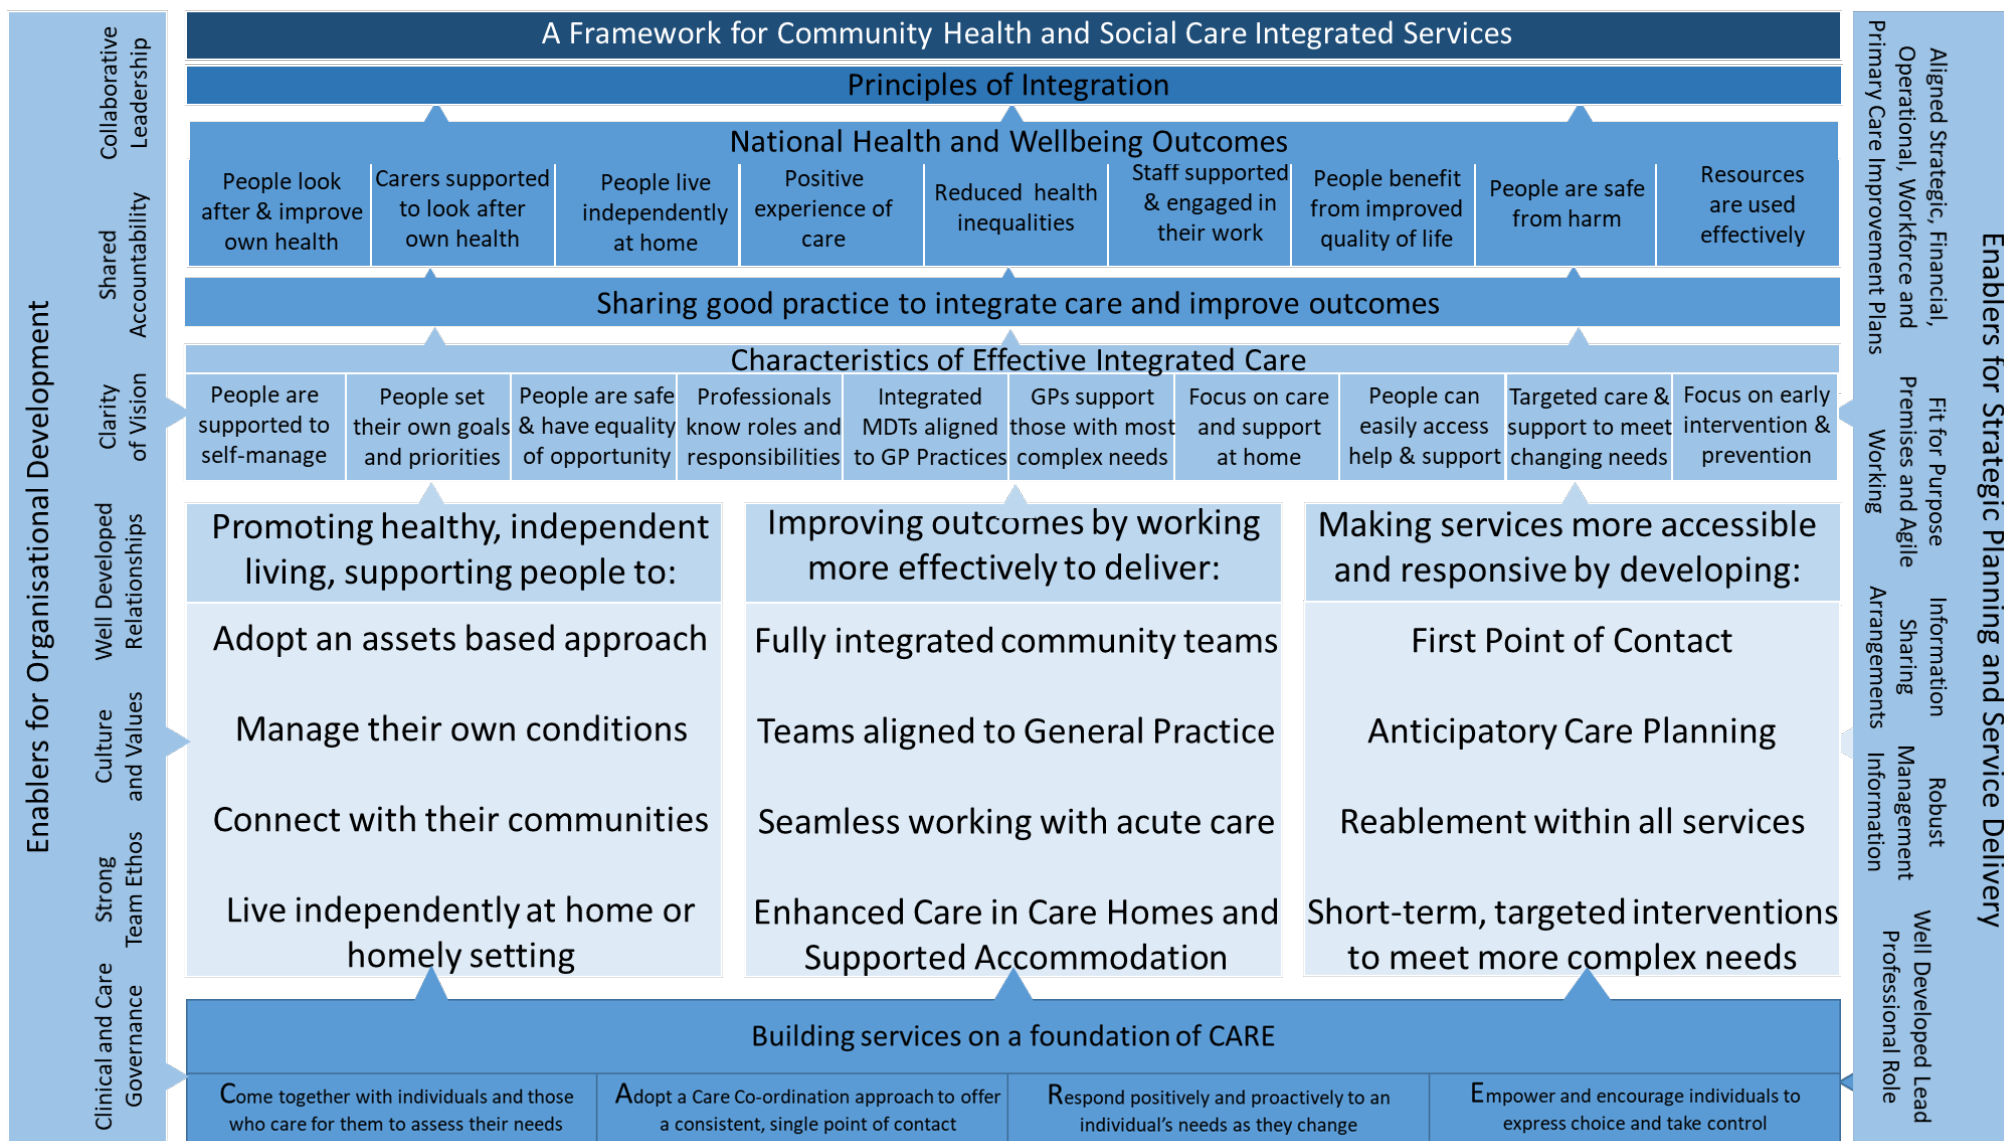 A Framework for Community Health and Social Care Integrated Services
Principles of Integration
National Health and Wellbeing Outcomes
People look
after & improve
own health
Carers supported
to look after
own health
People live
independently
at home
Positive
experience of
care
Reduced health
inequalities
Staff supported
& engaged in
their work
People benefit
from improved
quality of life
People are safe
from harm
Resources
are used
effectively
Sharing good practice to integrate care and improve outcomes
Characteristics of Effective Integrated Care
People are
supported to
self-manage
People set
their own goals
and priorities
People are safe
& have equality
of opportunity
Professionals
know roles and
responsibilities
Integrated
MDTs aligned
to GP Practices
GPs support
those with most
complex needs
Focus on care
and support
at home
People can
easily access
help & support
Targeted care &
support to meet
changing needs
Focus on early
intervention &
prevention
Promoting healthy, independent
living, supporting people to:
Adopt an assets based approach
Manage their own conditions
Connect with their communities
Live independently at home or
homely setting
Improving outcomes by working
more effectively to deliver:
Fully integrated community teams
Teams aligned to General Practice
Seamless working with acute care
Enhanced Care in Care Homes and
Supported Accommodation
Making services more accessible
and responsive by developing:
First Point of Contact
Anticipatory Care Planning
Reablement within all services
Short-term, targeted interventions
to meet more complex needs
Building services on a foundation of CARE
Come together with individuals and those
who care for them to assess their needs
Adopt a Care Co-ordination approach to offer
a consistent, single point of contact
Respond positively and proactively to an
individual's needs as they change
Empower and encourage individuals to
express choice and take control
Enablers for Organisational Development
Collaborative
Leadership
Shared
Accountability
Clarity
of Vision
Well Developed
Relationships
Culture
and Values
Strong
Team Ethos
Clinical and Care
Governance
Enablers for Strategic Planning and Service Delivery
Aligned Strategic, Financial,
Operational, Workforce and
Primary Care Improvement Plans
Fit for Purpose
Premises and Agile
Working
Information
Sharing
Arrangements
Robust
Management
Information
Well Developed Lead
Professional Role